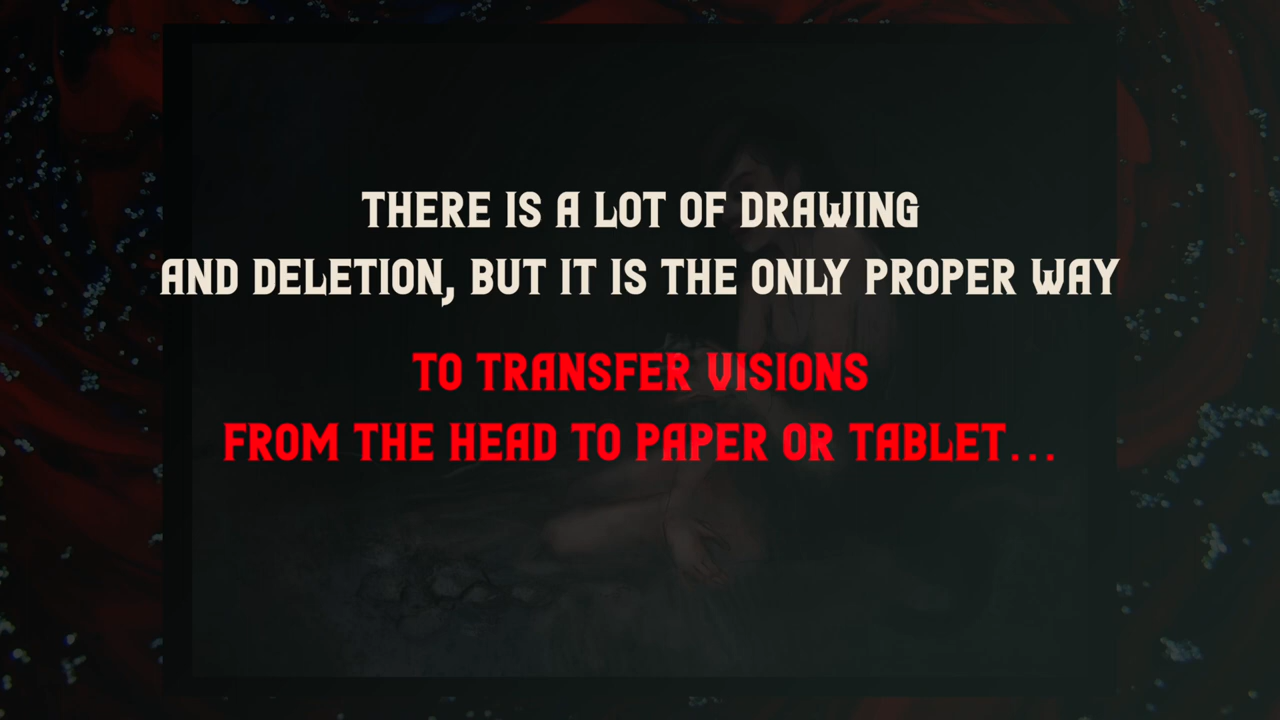 THERE IS A LOT OF DRAWING
AND DELETION, BUT IT IS THE ONLY PROPER WAY
TO TRANSFER VISIONS
FROM THE HEAD TO PAPER OR TABLET...